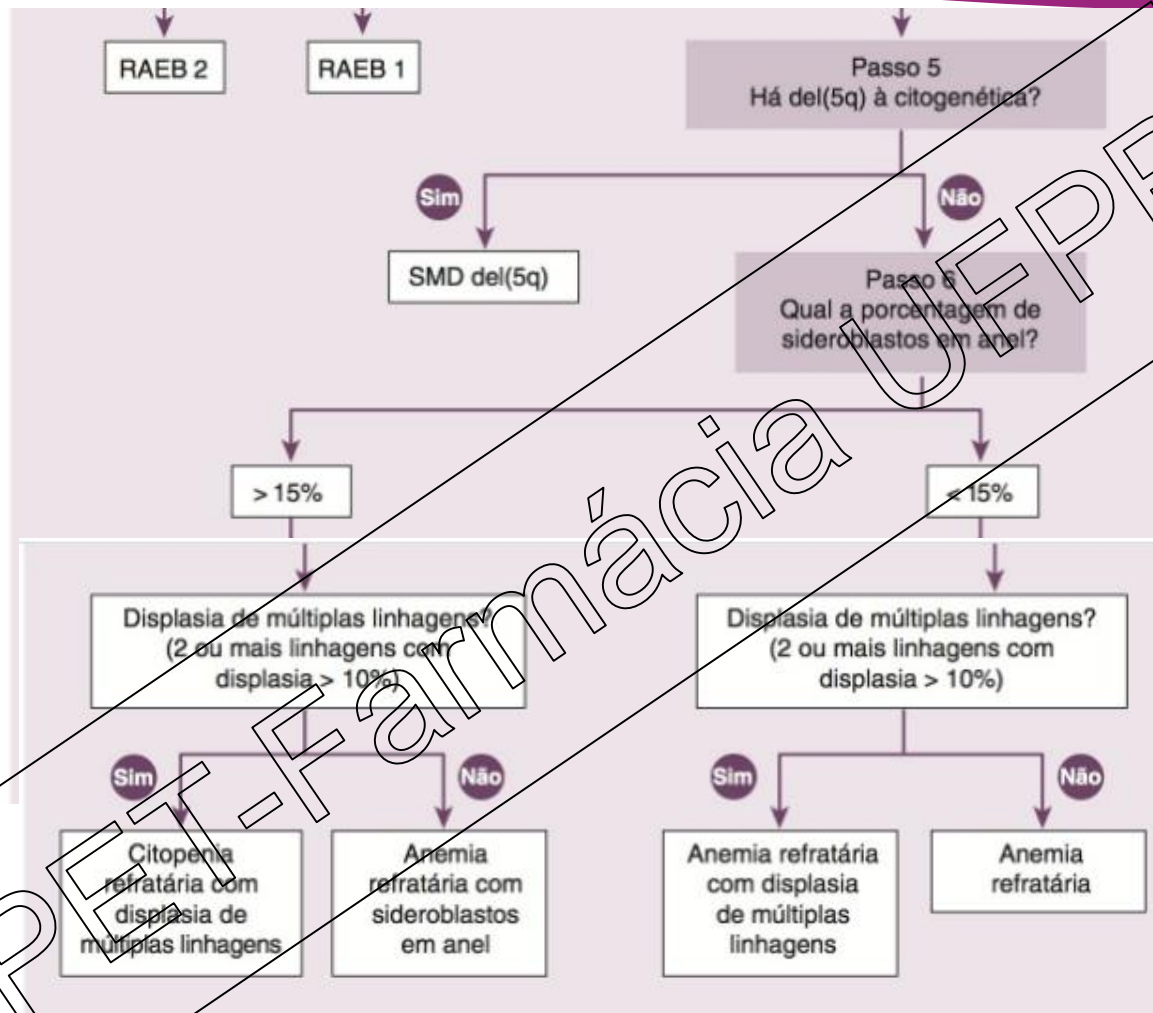 RAEB 2
RAEB 1
Passo 5
Há del(5q) à citogenética?
Sim
Não
SMD del(5q)
Passo 6
Qual a porcentagem de
sideroblastos em anel?
> 15%
< 15%
Displasia de múltiplas linhagens?
(2 ou mais linhagens com
displasia > 10%)
Displasia de múltiplas linhagens?
(2 ou mais linhagens com
displasia > 10%)
Sim
Não
Sim
Não
Citopenia
refratária com
displasia de
múltiplas linhagens
Anemia
refratária com
sideroblastos
em anel
Anemia refratária
com displasia
de múltiplas
linhagens
Anemia
refratária
PET-Farmácia UFPR